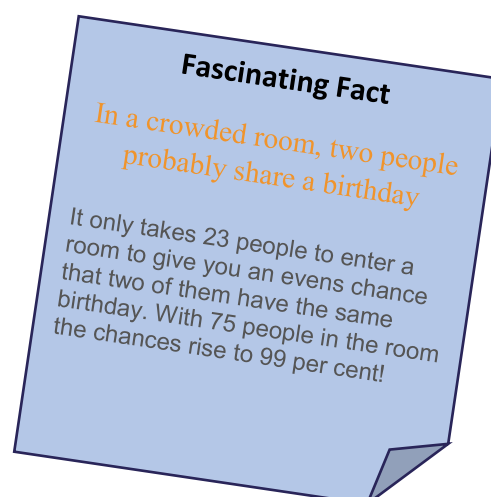 Fascinating Fact
In a crowded room, two people
probably share a birthday
It only takes 23 people to enter a
room to give you an evens chance
that two of them have the same
birthday. With 75 people in the room
the chances rise to 99 per cent!